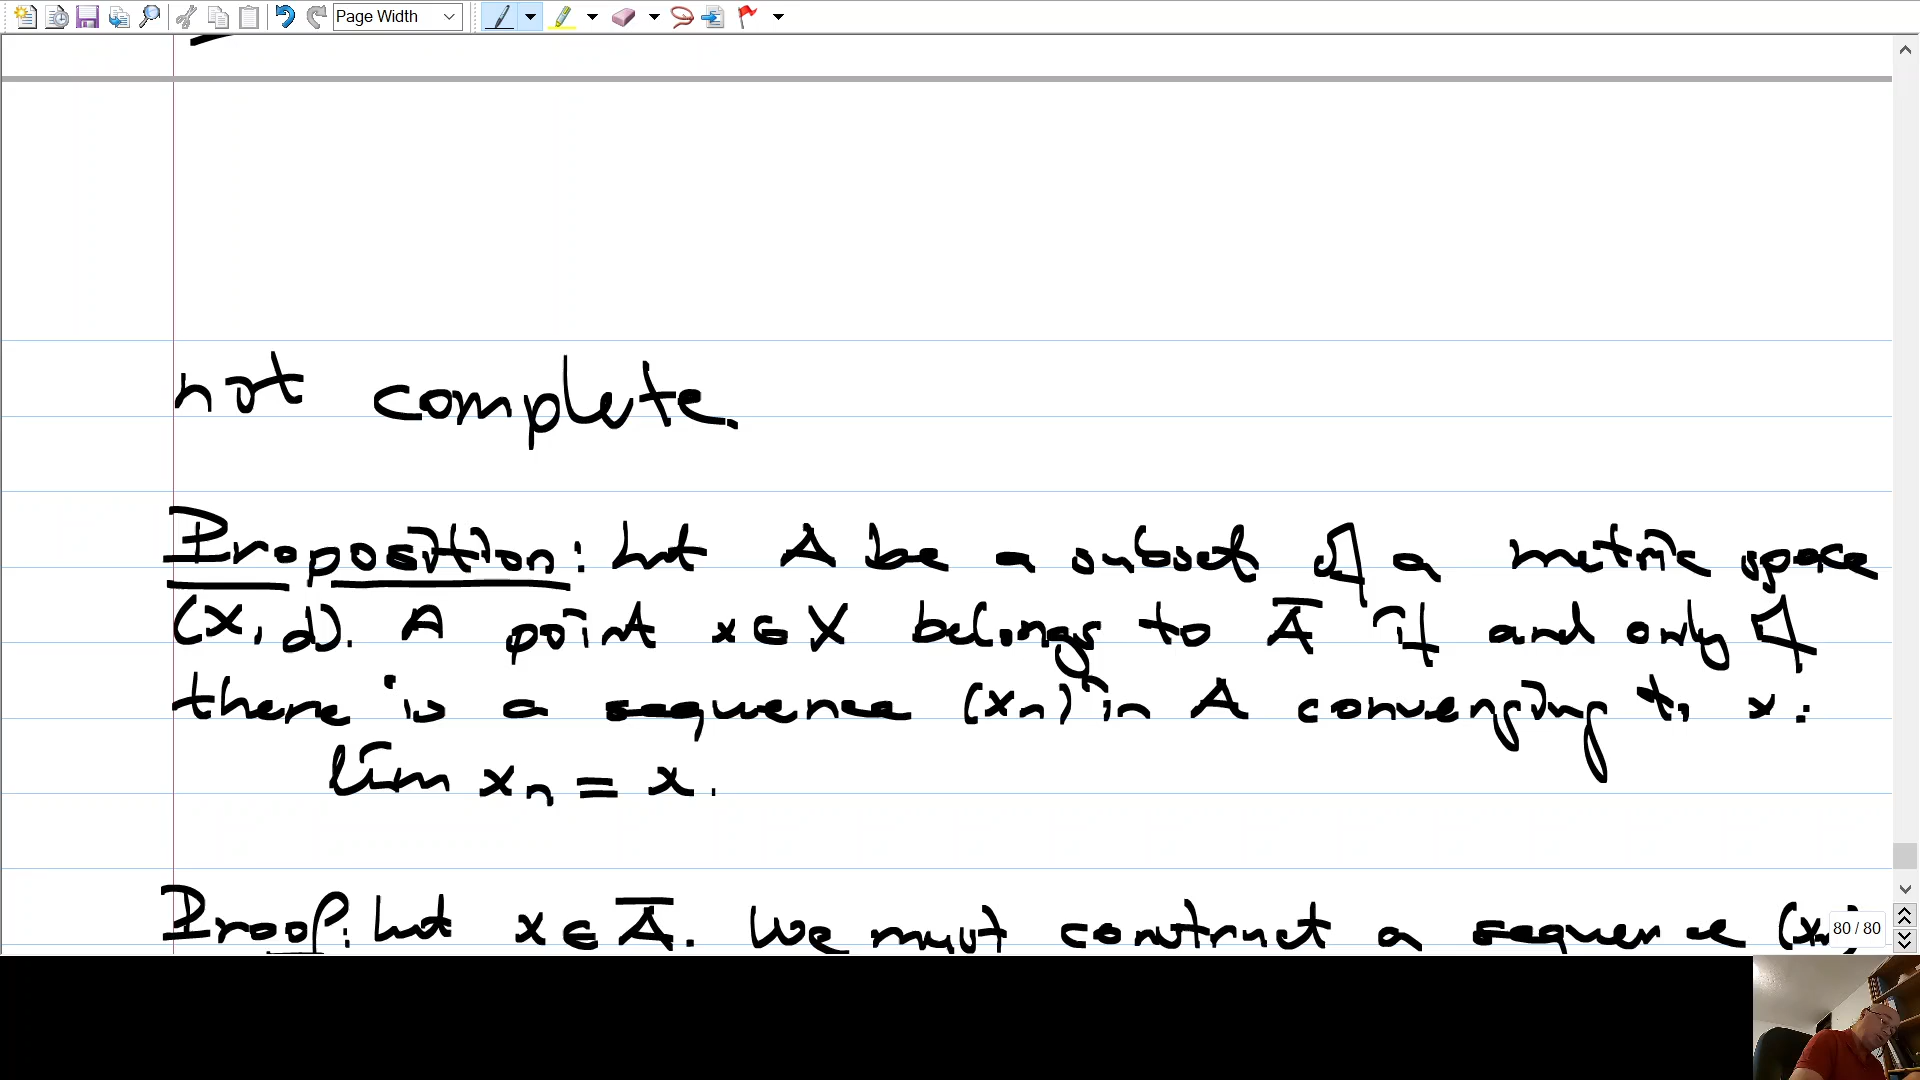 Page Width
not complete.
Proposition: Let A be a subset of a metric space
(X, d). A point x ∈ X belongs to A̅ if and only if
there is a sequence (xₙ) in A converging to x:
lim xₙ = x.
Proof: Let x ∈ A̅. We must construct a sequence (xₙ)
80 / 80